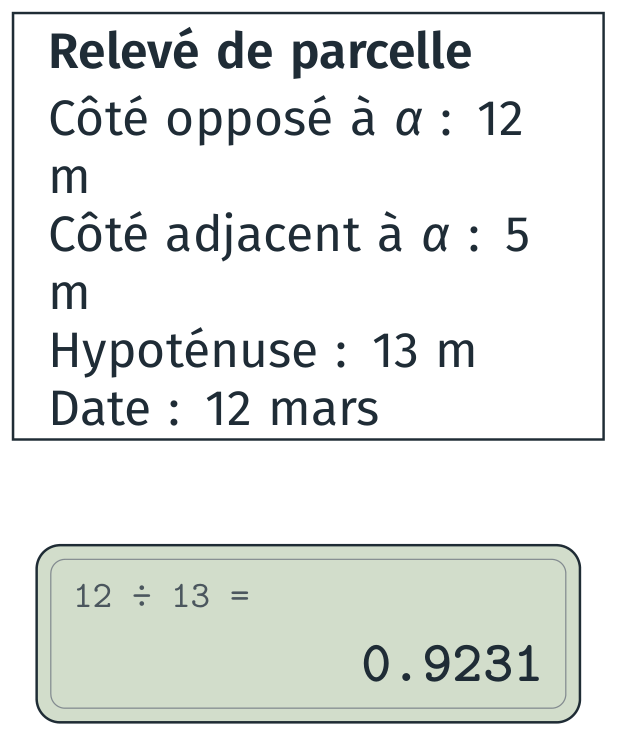 Relevé de parcelle
Côté opposé à α : 12
m
Côté adjacent à α : 5
m
Hypoténuse : 13 m
Date : 12 mars
12 ÷ 13 =
0.9231